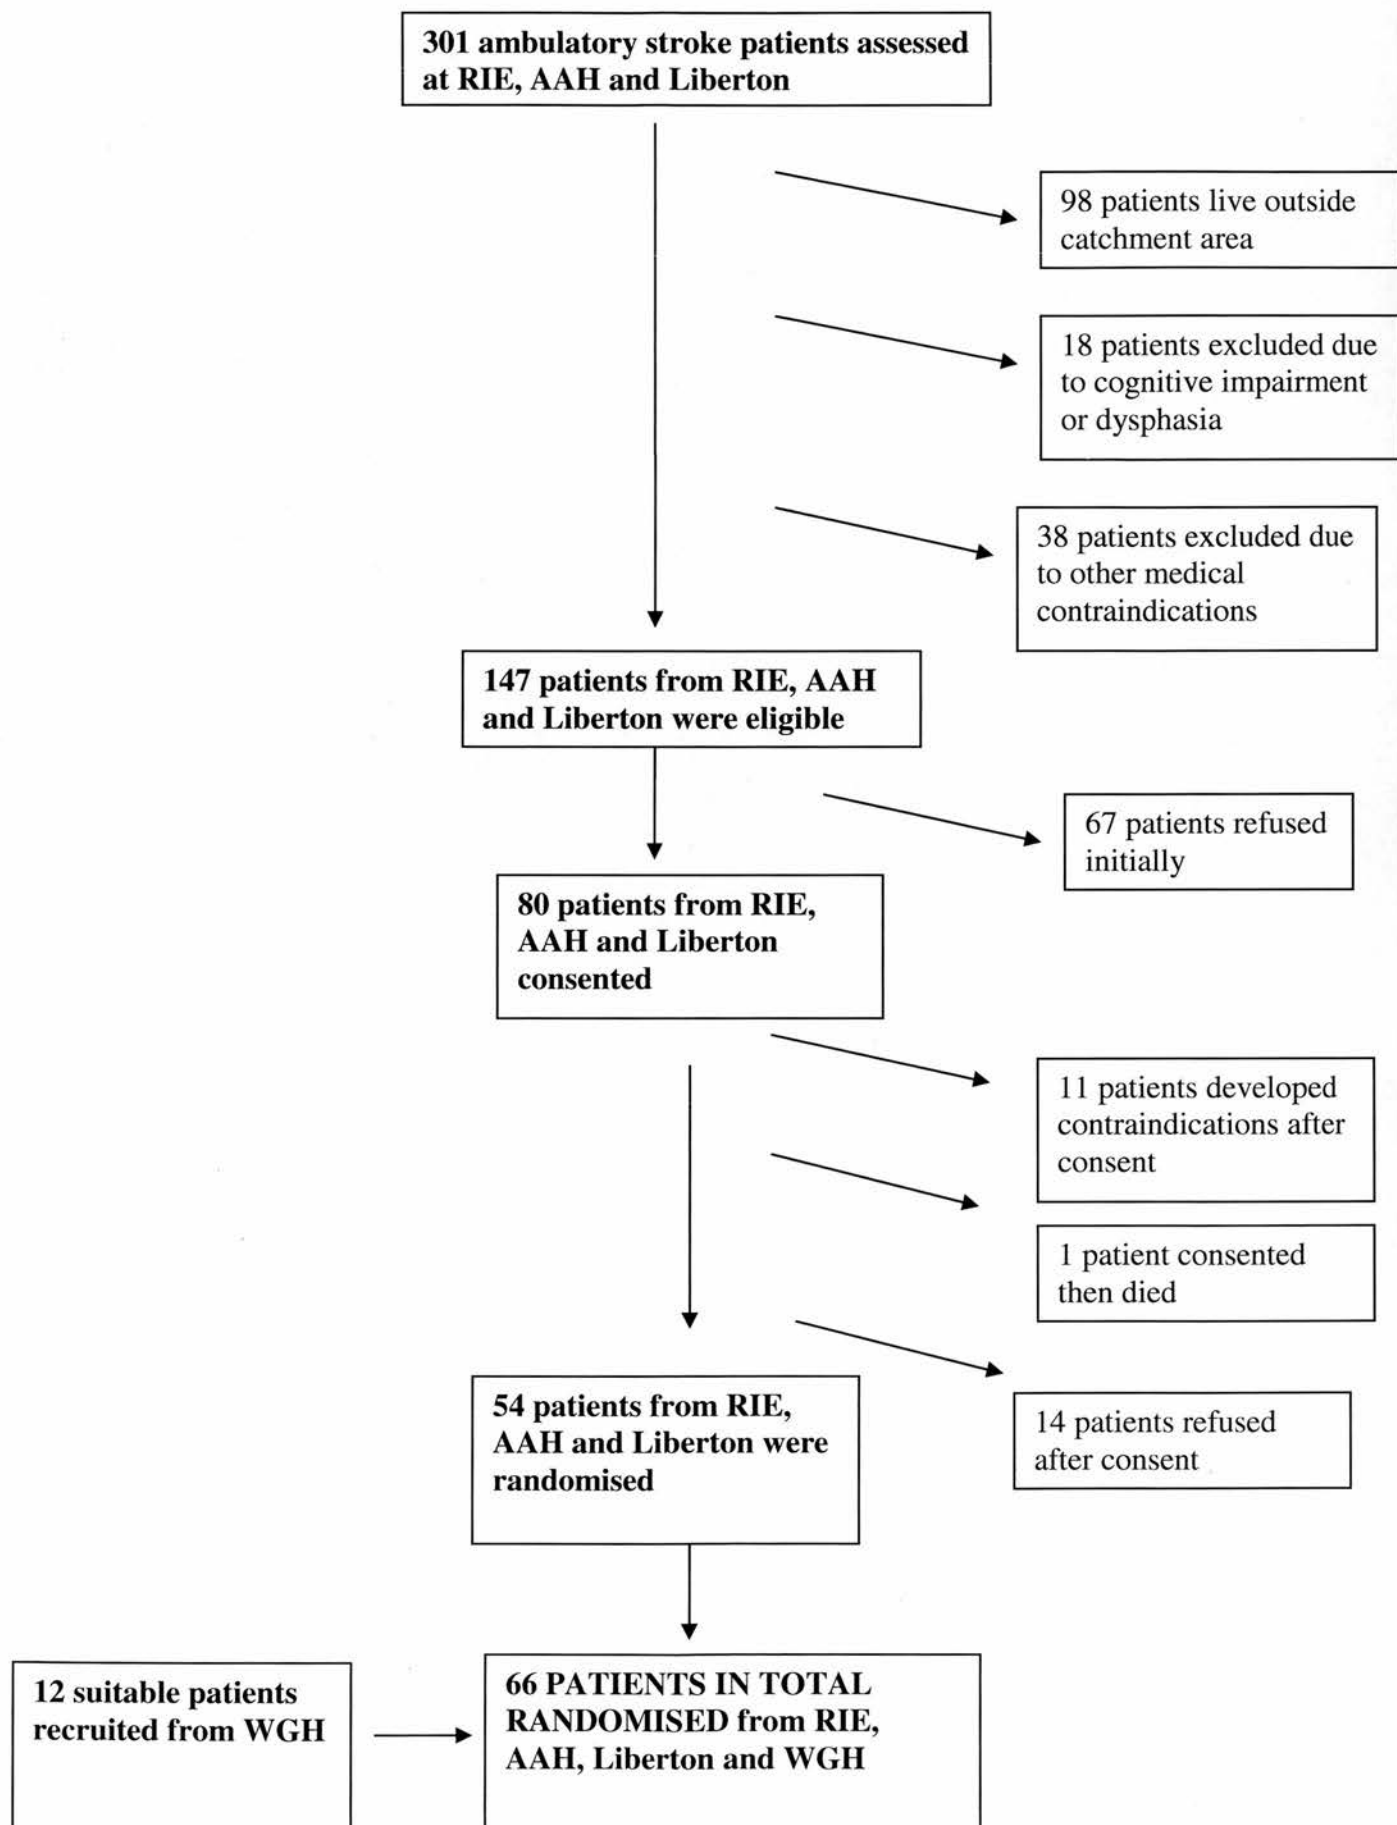 301 ambulatory stroke patients assessed
at RIE, AAH and Liberton
98 patients live outside
catchment area
18 patients excluded due
to cognitive impairment
or dysphasia
38 patients excluded due
to other medical
contraindications
147 patients from RIE, AAH
and Liberton were eligible
67 patients refused
initially
80 patients from RIE,
AAH and Liberton
consented
11 patients developed
contraindications after
consent
1 patient consented
then died
54 patients from RIE,
AAH and Liberton were
randomised
14 patients refused
after consent
12 suitable patients
recruited from WGH
66 PATIENTS IN TOTAL
RANDOMISED from RIE,
AAH, Liberton and WGH